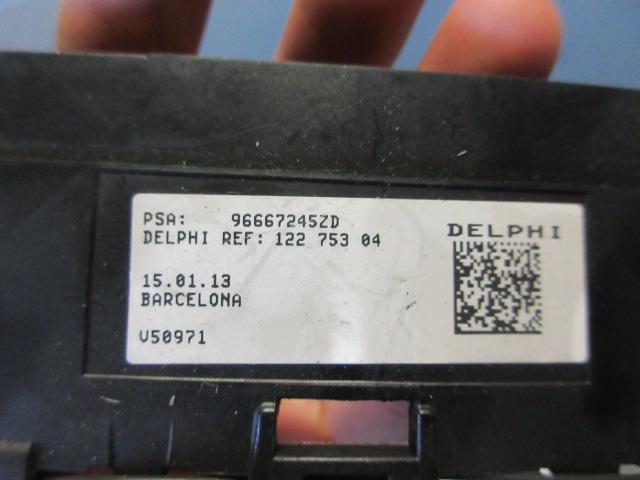 PSA: 96667245ZD
DELPHI REF: 122 753 04
DELPHI
15.01.13
BARCELONA
V50971